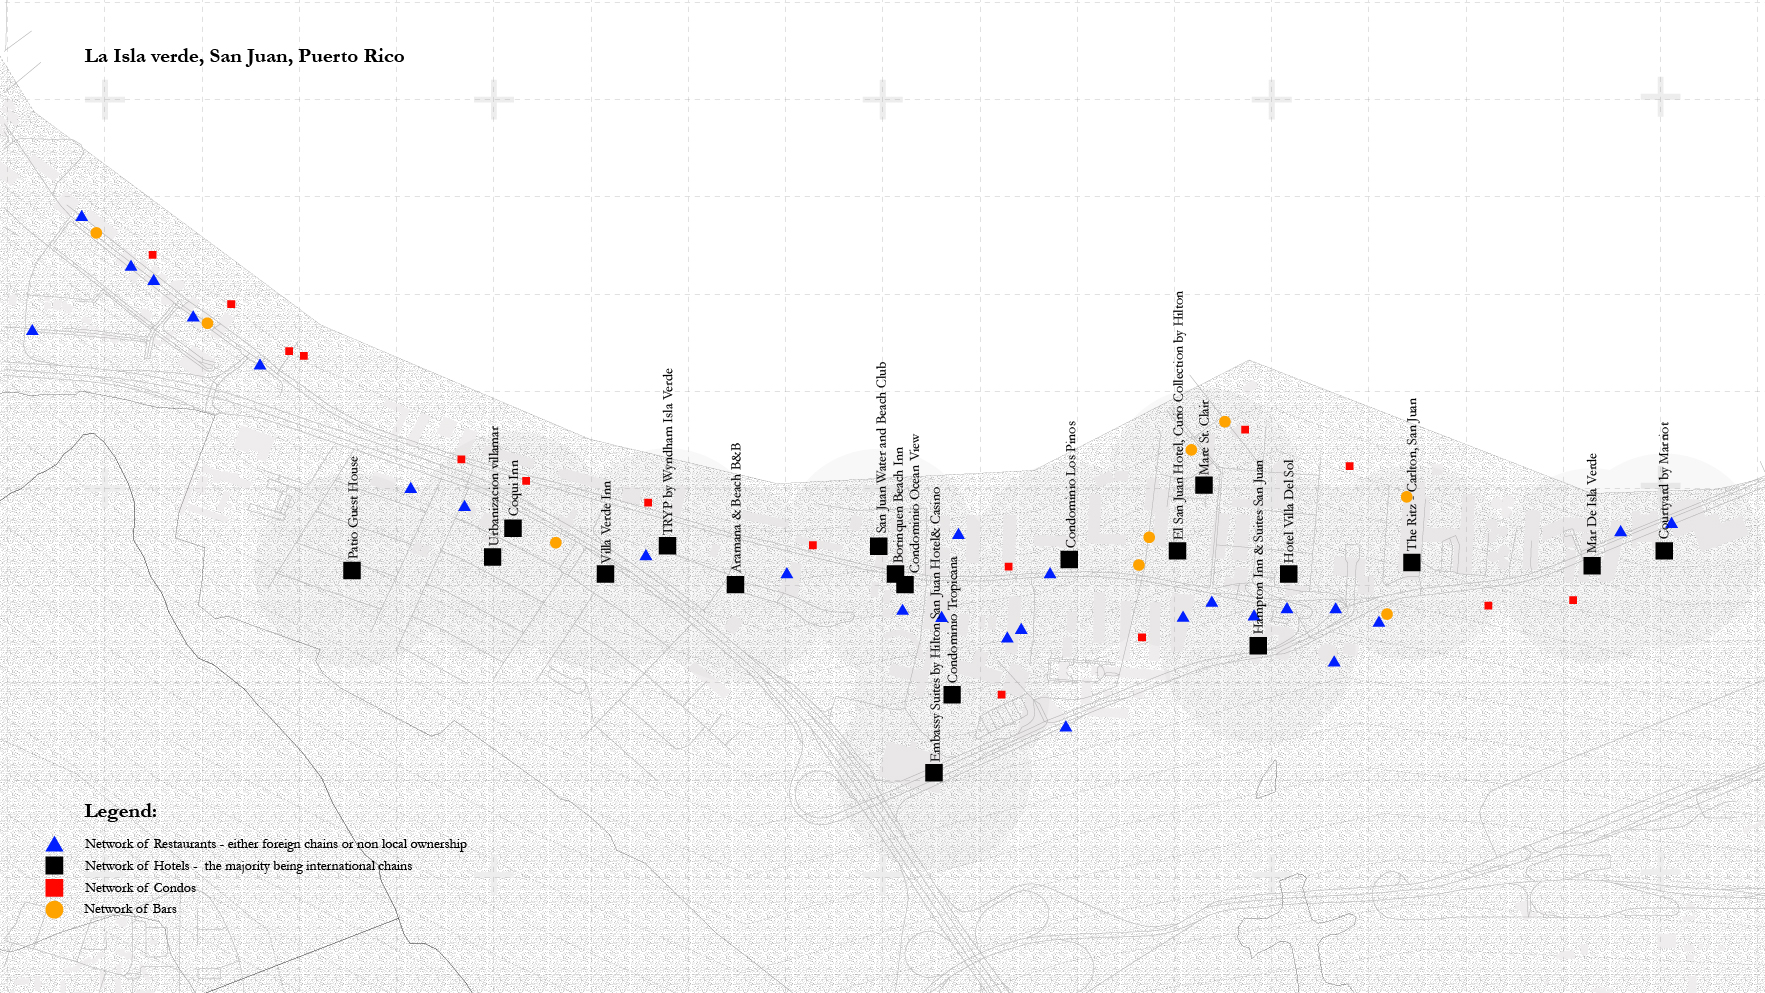 La Isla verde, San Juan, Puerto Rico
Patio Guest House
Urbanizacion villamar
Coqui Inn
Villa Verde Inn
TRYP by Wyndham Isla Verde
Aramana & Beach B&B
San Juan Water and Beach Club
Borinquen Beach Inn
Condominio Ocean View
Embassy Suites by Hilton San Juan Hotel& Casino
Condominio Tropicana
Condominio Los Pinos
El San Juan Hotel, Curio Collection by Hilton
Mare St. Clair
Hampton Inn & Suites San Juan
Hotel Villa Del Sol
The Ritz - Carlton, San Juan
Mar De Isla Verde
Courtyard by Marriot
Legend:
Network of Restaurants - either foreign chains or non local ownership
Network of Hotels - the majority being international chains
Network of Condos
Network of Bars